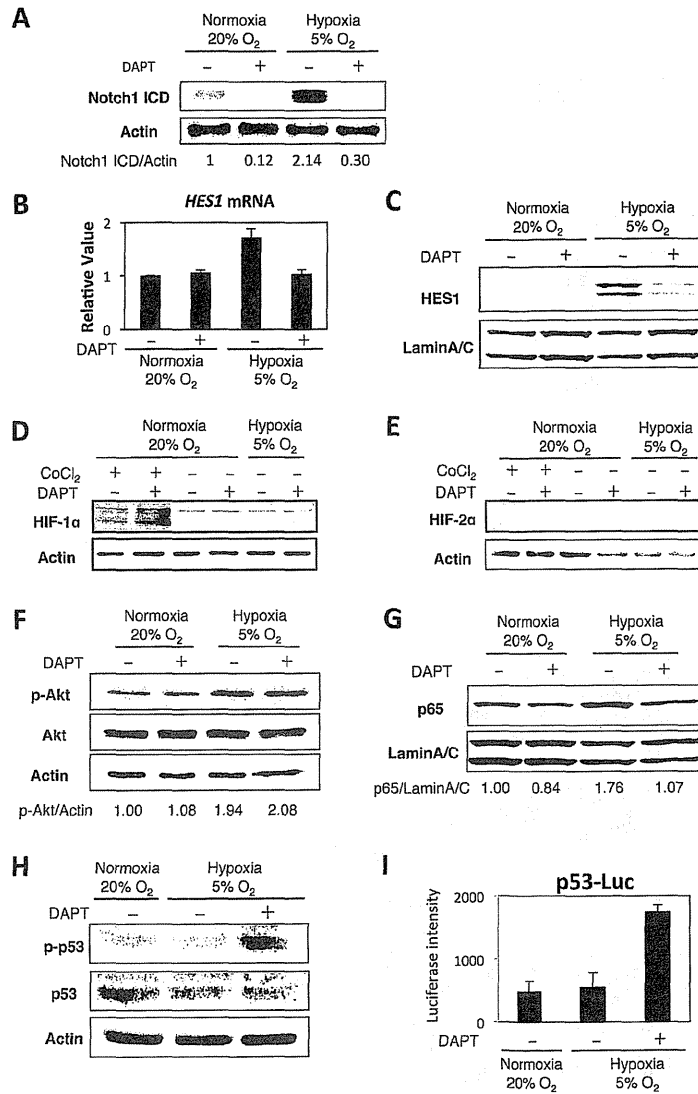 A
Normoxia Hypoxia
20% O2 5% O2
DAPT − + − +
Notch1 ICD
Actin
Notch1 ICD/Actin 1 0.12 2.14 0.30
B
HES1 mRNA
Relative Value
2
1
0
DAPT − + − +
Normoxia Hypoxia
20% O2 5% O2
C
Normoxia Hypoxia
20% O2 5% O2
DAPT − + − +
HES1
LaminA/C
D
Normoxia Hypoxia
20% O2 5% O2
CoCl2 + + − − − −
DAPT − + − + − +
HIF-1α
Actin
E
Normoxia Hypoxia
20% O2 5% O2
CoCl2 + + − − − −
DAPT − + − + − +
HIF-2α
Actin
F
Normoxia Hypoxia
20% O2 5% O2
DAPT − + − +
p-Akt
Akt
Actin
p-Akt/Actin 1.00 1.08 1.94 2.08
G
Normoxia Hypoxia
20% O2 5% O2
DAPT − + − +
p65
LaminA/C
p65/LaminA/C 1.00 0.84 1.76 1.07
H
Normoxia Hypoxia
20% O2 5% O2
DAPT − − +
p-p53
p53
Actin
I
p53-Luc
Luciferase intensity
2000
1000
0
DAPT − − +
Normoxia Hypoxia
20% O2 5% O2